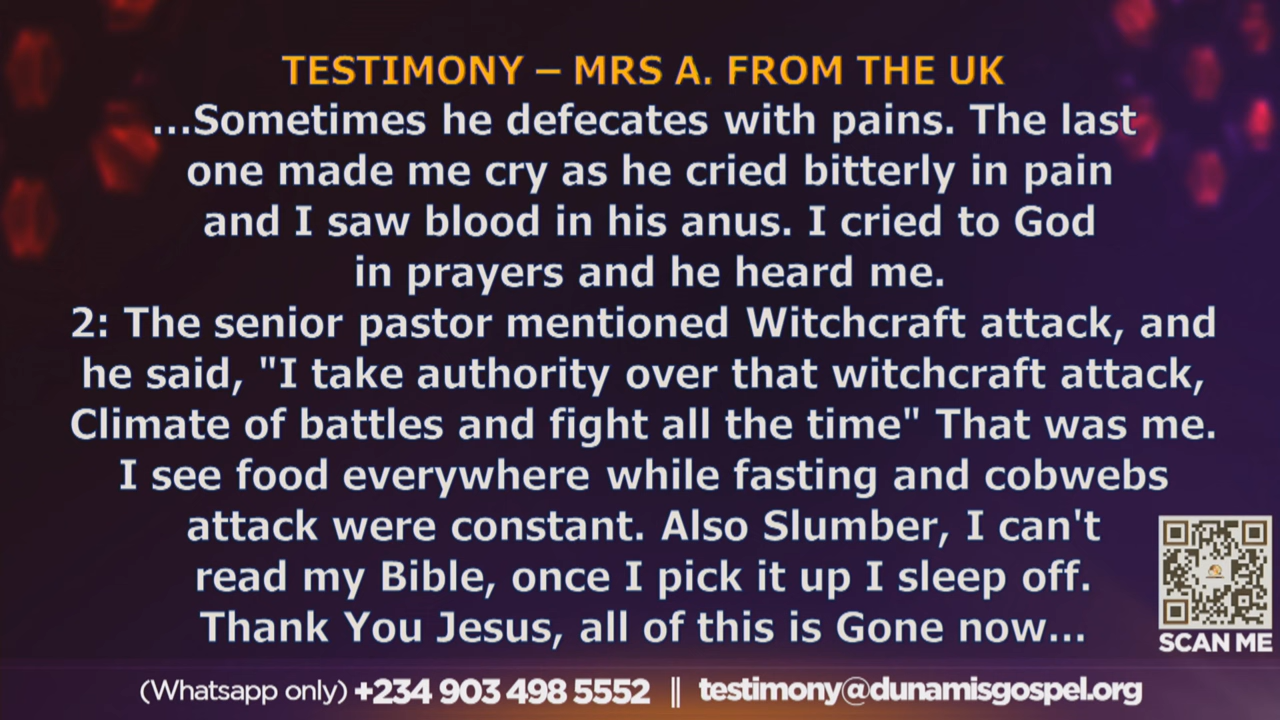 TESTIMONY – MRS A. FROM THE UK
...Sometimes he defecates with pains. The last
one made me cry as he cried bitterly in pain
and I saw blood in his anus. I cried to God
in prayers and he heard me.
2: The senior pastor mentioned Witchcraft attack, and
he said, "I take authority over that witchcraft attack,
Climate of battles and fight all the time" That was me.
I see food everywhere while fasting and cobwebs
attack were constant. Also Slumber, I can't
read my Bible, once I pick it up I sleep off.
Thank You Jesus, all of this is Gone now...
SCAN ME
(Whatsapp only) +234 903 498 5552 || testimony@dunamisgospel.org